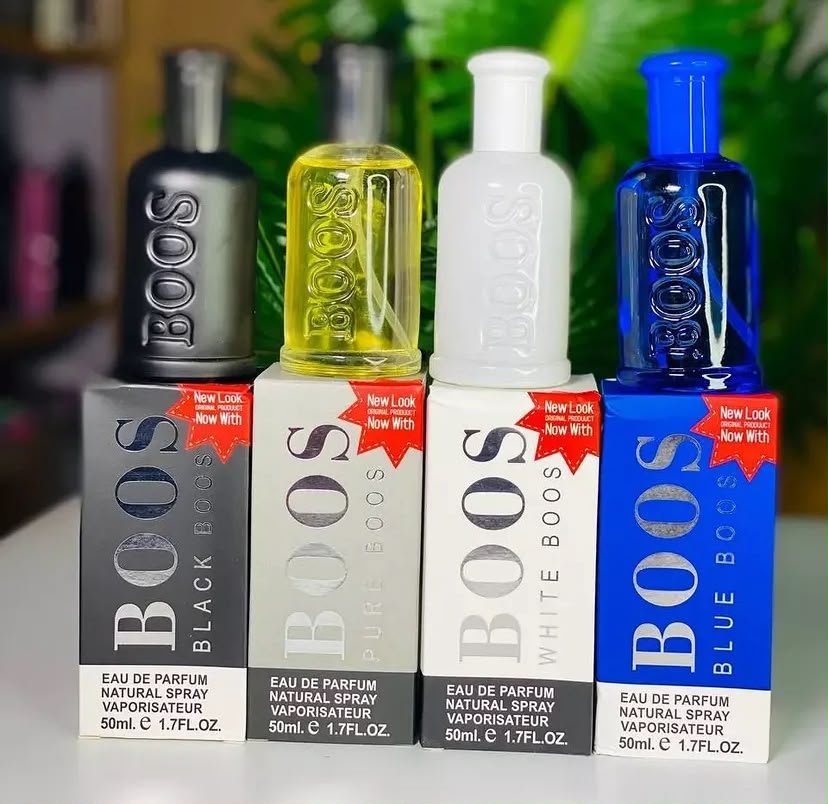 BOOS
BOOS
BOOS
BOOS
New Look
ORIGINAL PRODUUCT
Now With
BOOS
BLACK BOOS
EAU DE PARFUM
NATURAL SPRAY
VAPORISATEUR
50ml. e 1.7FL.OZ.
New Look
ORIGINAL PRODUUCT
Now With
BOOS
PURE BOOS
EAU DE PARFUM
NATURAL SPRAY
VAPORISATEUR
50ml. e 1.7FL.OZ.
New Look
ORIGINAL PRODUUCT
Now With
BOOS
WHITE BOOS
EAU DE PARFUM
NATURAL SPRAY
VAPORISATEUR
50ml. e 1.7FL.OZ.
New Look
ORIGINAL PRODUUCT
Now With
BOOS
BLUE BOOS
EAU DE PARFUM
NATURAL SPRAY
VAPORISATEUR
50ml. e 1.7FL.OZ.